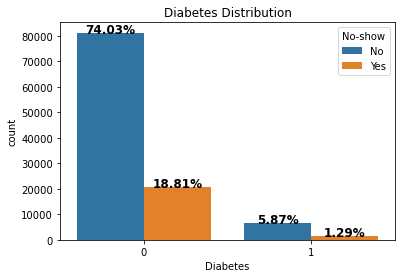 Diabetes Distribution
No-show
No
Yes
80000
70000
60000
50000
40000
30000
20000
10000
0
count
74.03%
18.81%
5.87%
1.29%
0
1
Diabetes